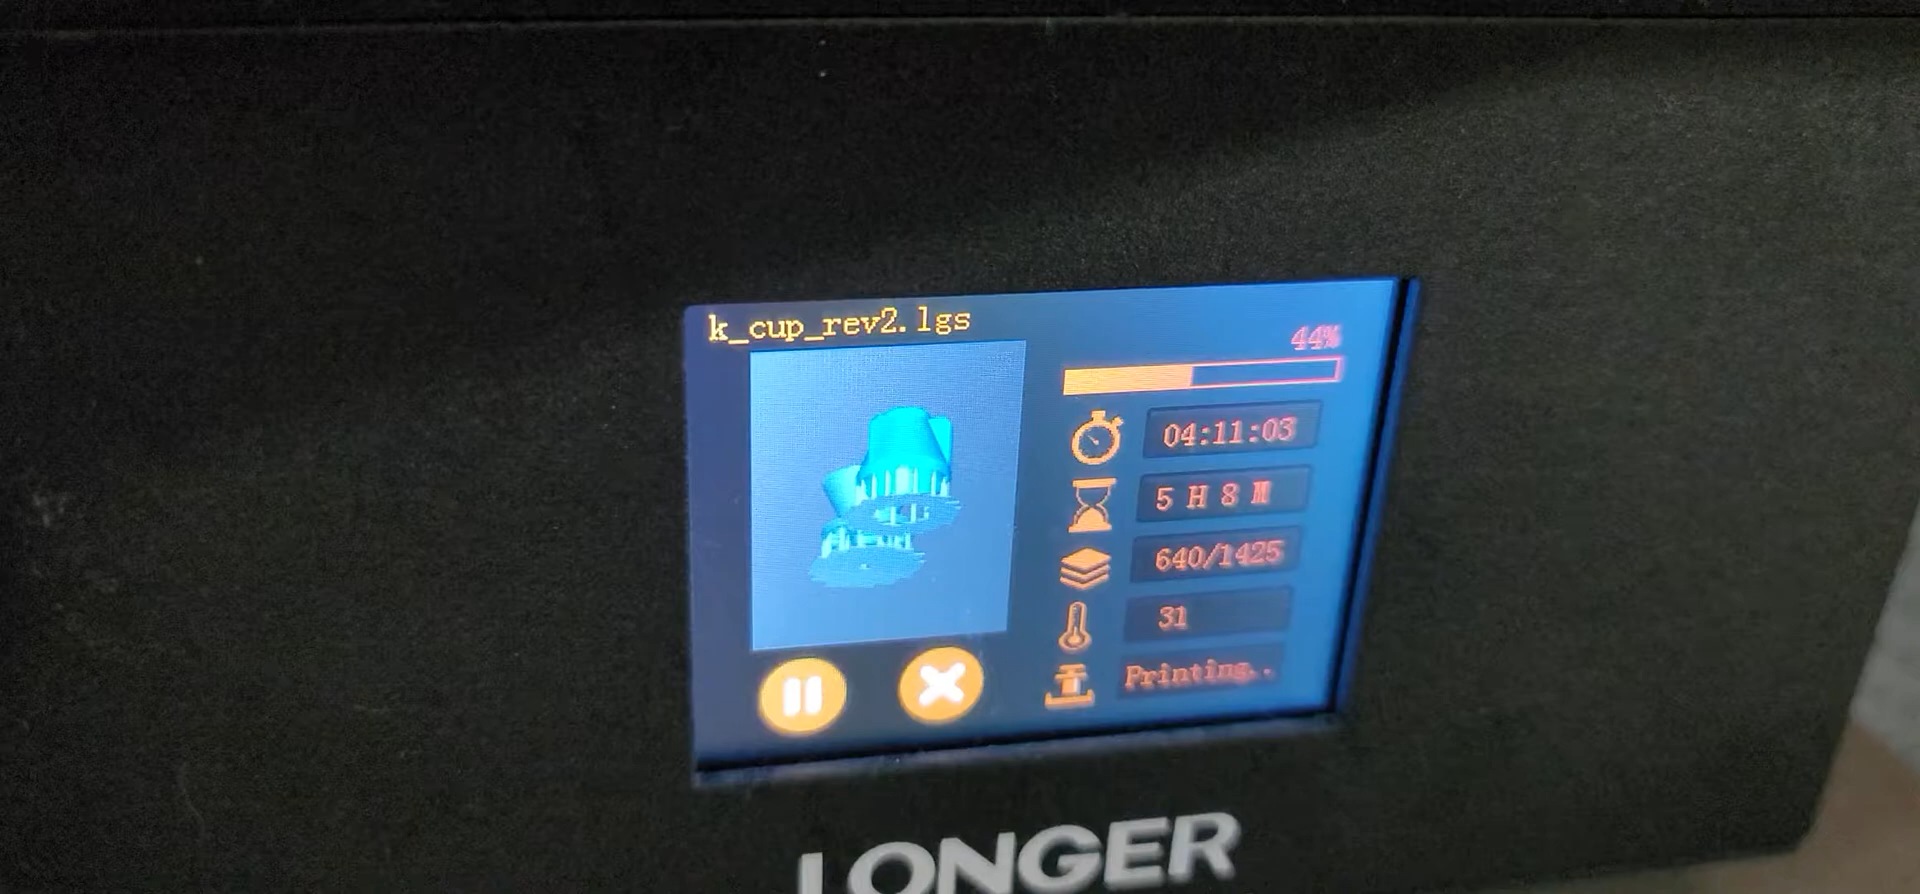 k_cup_rev2.lgs
44%
04:11:03
5 H 8 M
640/1425
31
Printing..
LONGER